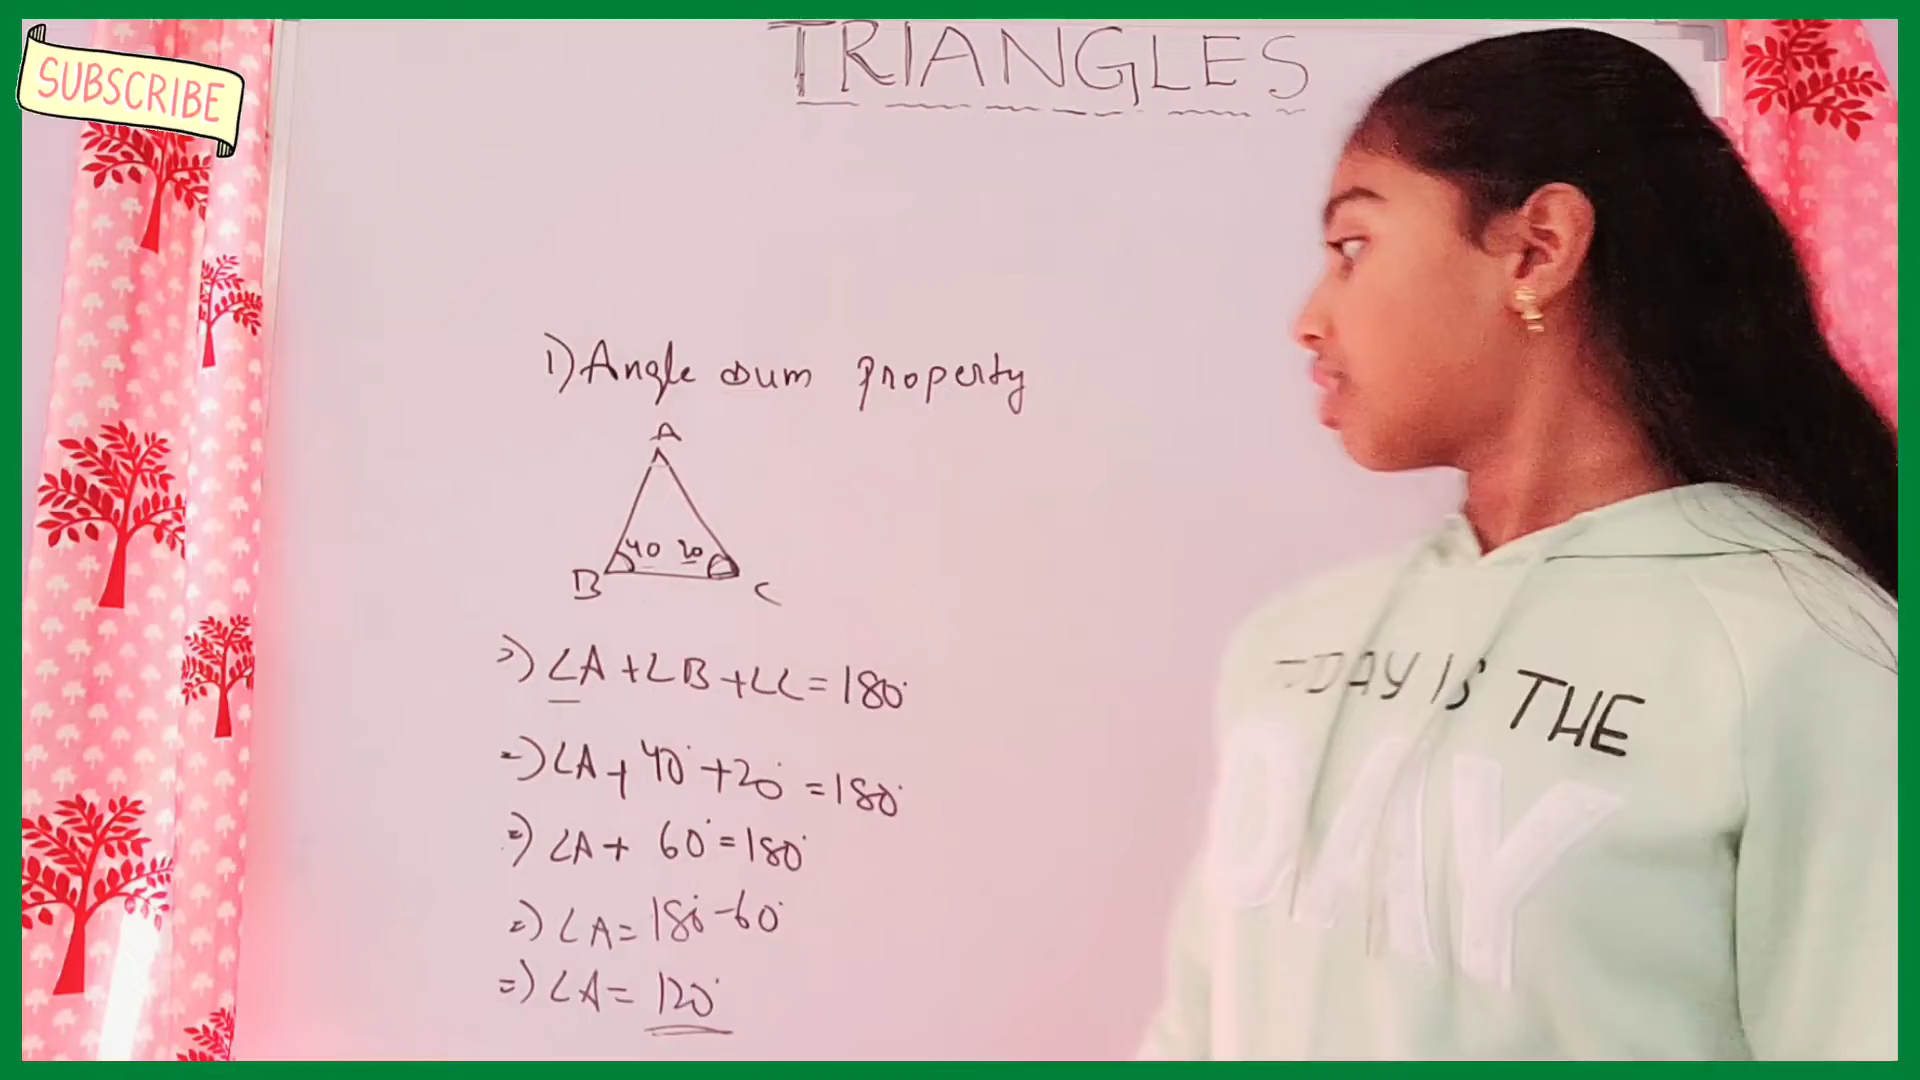 SUBSCRIBE
TRIANGLES
1) Angle sum property
A
40 20
B C
=> ∠A + ∠B + ∠C = 180°
=> ∠A + 40° + 20° = 180°
=> ∠A + 60° = 180°
=> ∠A = 180° - 60°
=> ∠A = 120°
DAY IS THE
DAY